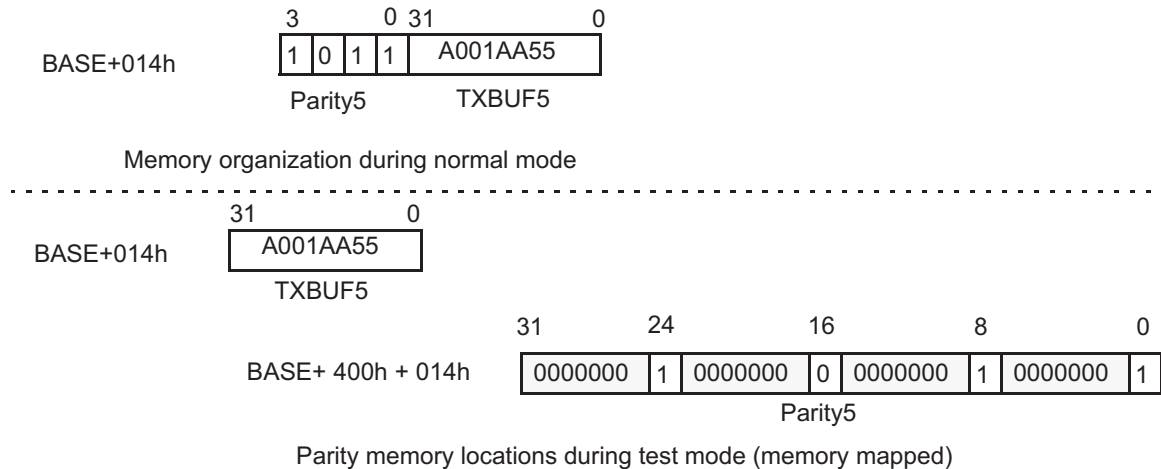 3 0 31 0
BASE+014h 1 0 1 1 A001AA55
Parity5 TXBUF5
Memory organization during normal mode
31 0
BASE+014h A001AA55
TXBUF5
31 24 16 8 0
BASE+ 400h + 014h 0000000 1 0000000 0 0000000 1 0000000 1
Parity5
Parity memory locations during test mode (memory mapped)